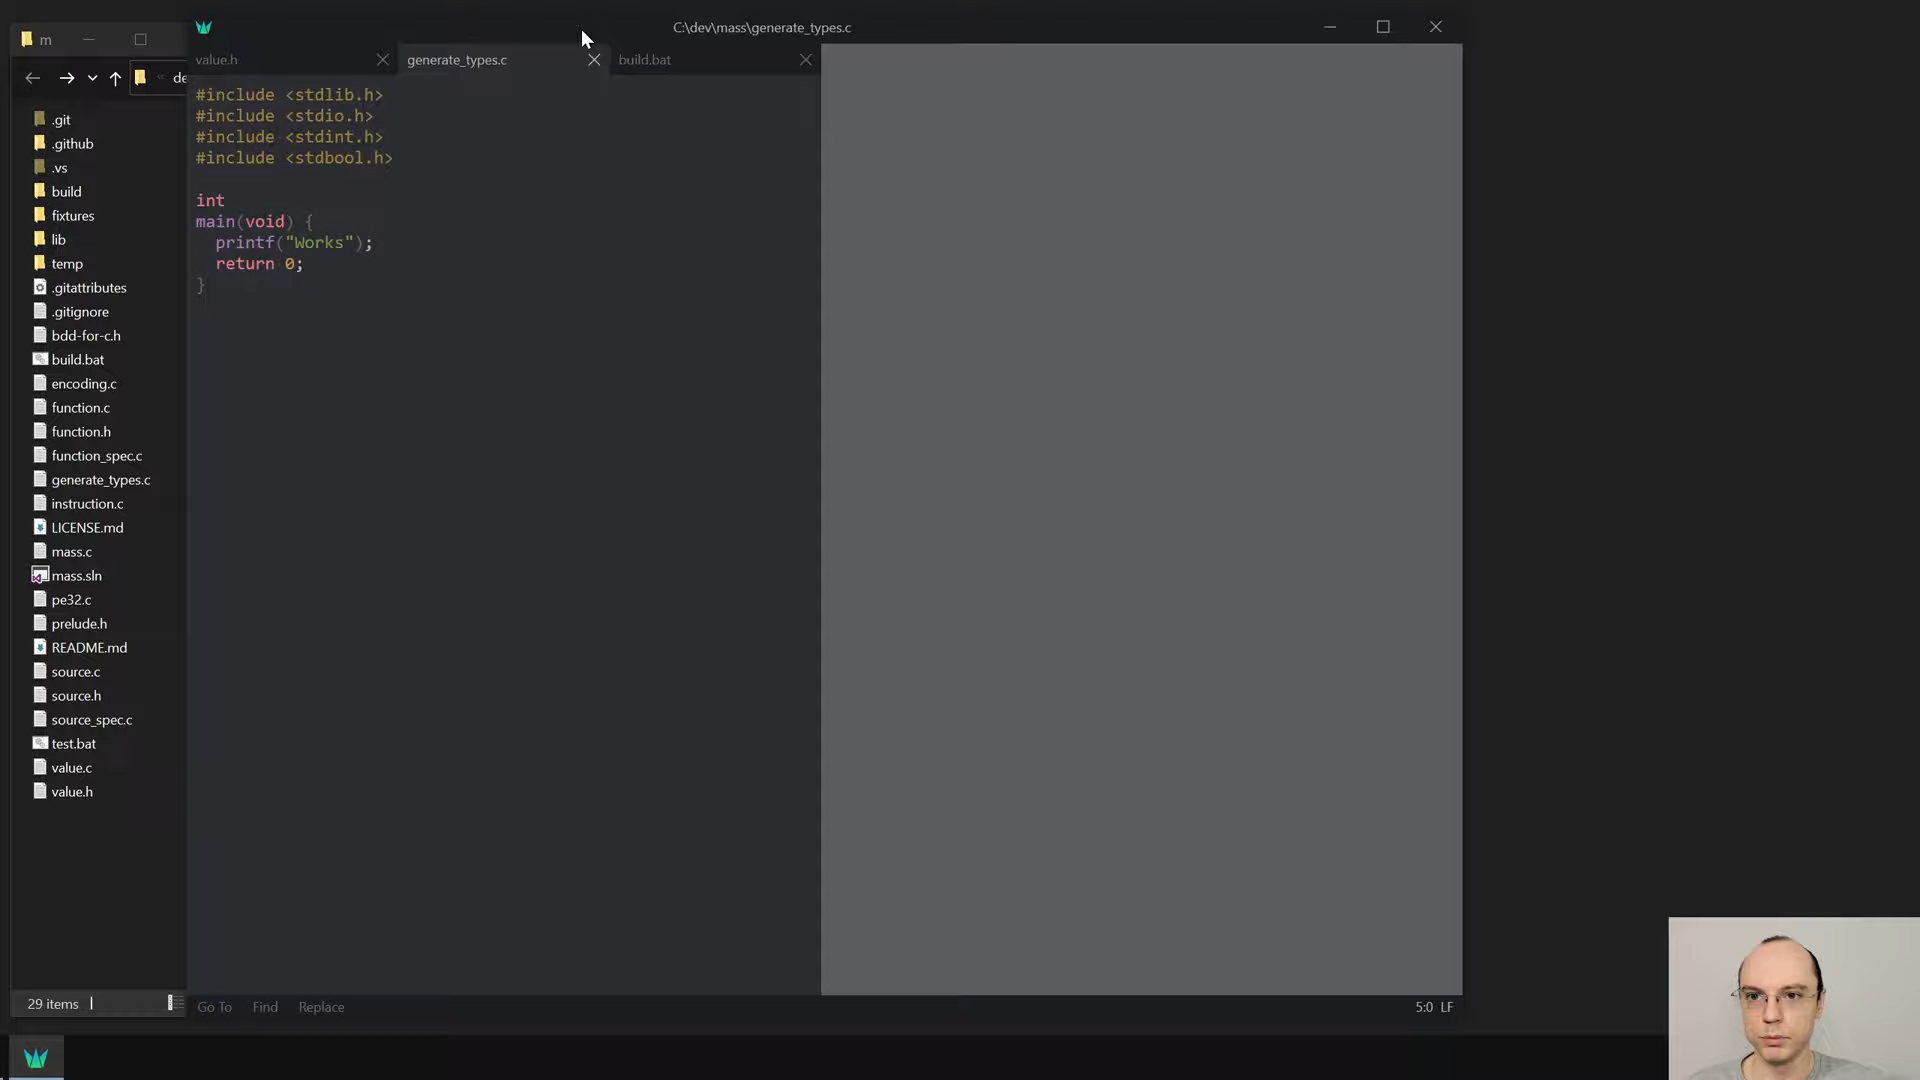 m
de
.git
.github
.vs
build
fixtures
lib
temp
.gitattributes
.gitignore
bdd-for-c.h
build.bat
encoding.c
function.c
function.h
function_spec.c
generate_types.c
instruction.c
LICENSE.md
mass.c
mass.sln
pe32.c
prelude.h
README.md
source.c
source.h
source_spec.c
test.bat
value.c
value.h
29 items
C:\dev\mass\generate_types.c
value.h
generate_types.c
build.bat
#include <stdlib.h>
#include <stdio.h>
#include <stdint.h>
#include <stdbool.h>
int
main(void) {
printf("Works");
return 0;
}
Go To Find Replace
5:0 LF